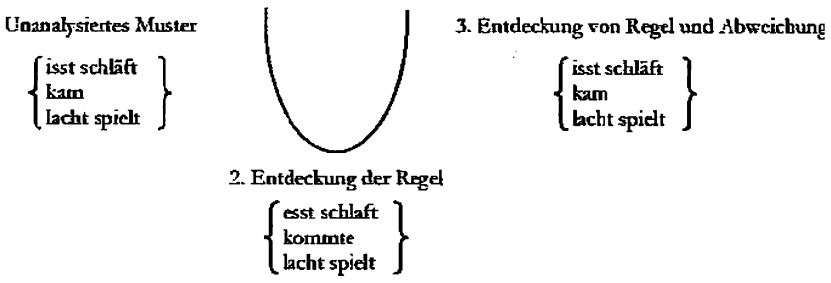 Unanalysiertes Muster
isst schläft
kam
lacht spielt
2. Entdeckung der Regel
esst schlaft
kommte
lacht spielt
3. Entdeckung von Regel und Abweichung
isst schläft
kam
lacht spielt